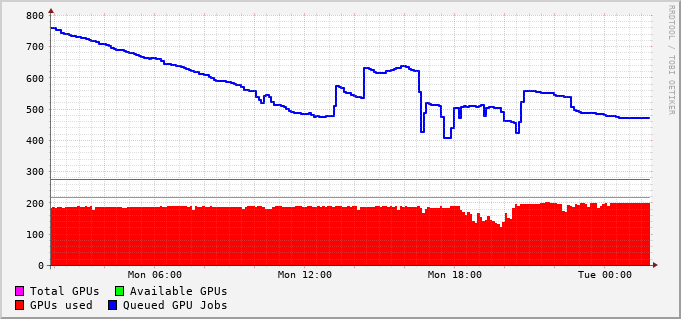 800
700
600
500
400
300
200
100
0
Mon 06:00 Mon 12:00 Mon 18:00 Tue 00:00
Total GPUs Available GPUs
GPUs used Queued GPU Jobs
RRDTOOL / TOBI OETIKER